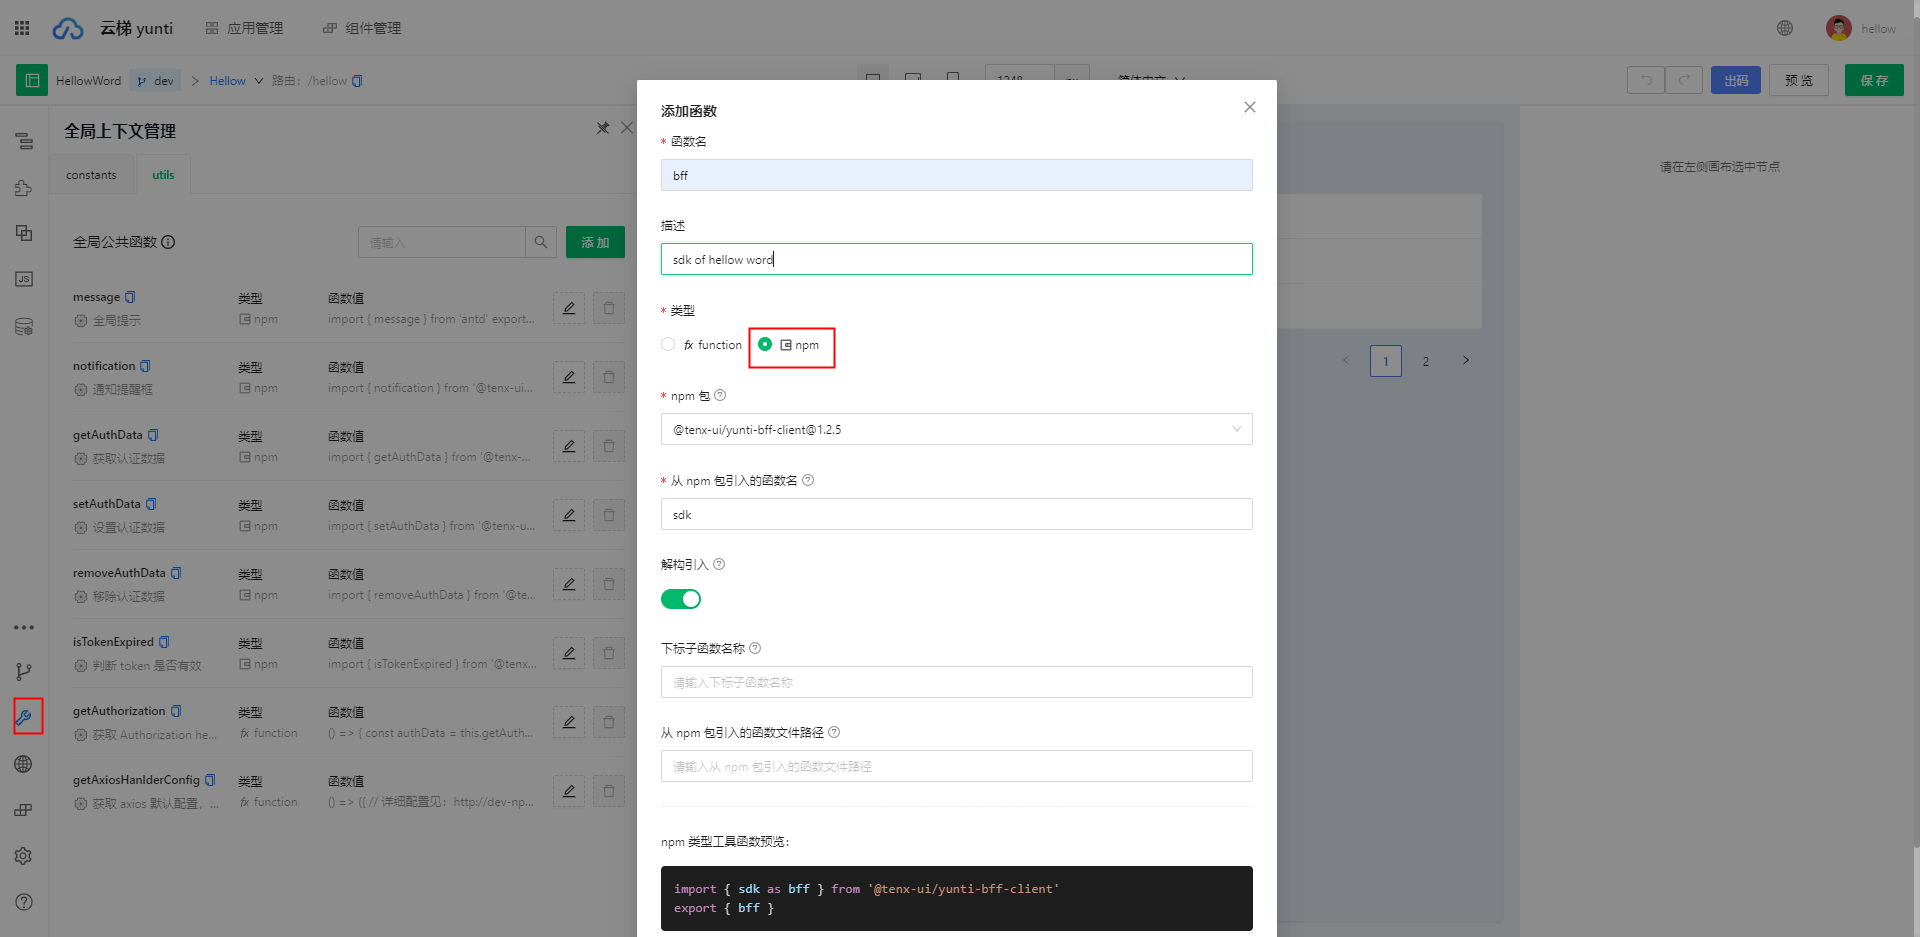 云梯 yunti
应用管理
组件管理
hellow
HellowWord
dev
Hellow
路由：/hellow
出码
预 览
保 存
全局上下文管理
constants
utils
全局公共函数
请输入
添 加
message
类型
函数值
全局提示
npm
import { message } from 'antd' export...
notification
类型
函数值
通知提醒框
npm
import { notification } from '@tenx-ui...
getAuthData
类型
函数值
获取认证数据
npm
import { getAuthData } from '@tenx-...
setAuthData
类型
函数值
设置认证数据
npm
import { setAuthData } from '@tenx-u...
removeAuthData
类型
函数值
移除认证数据
npm
import { removeAuthData } from '@te...
isTokenExpired
类型
函数值
判断 token 是否有效
npm
import { isTokenExpired } from '@tenx...
getAuthorization
类型
函数值
获取 Authorization he...
fx function
() => { const authData = this.getAuth...
getAxiosHanlderConfig
类型
函数值
获取 axios 默认配置，...
fx function
() => ({ // 详细配置见：http://dev-np...
添加函数
* 函数名
bff
描述
sdk of hellow word
* 类型
fx function
npm
* npm 包
@tenx-ui/yunti-bff-client@1.2.5
* 从 npm 包引入的函数名
sdk
解构引入
下标子函数名称
请输入下标子函数名称
从 npm 包引入的函数文件路径
请输入从 npm 包引入的函数文件路径
npm 类型工具函数预览：
import { sdk as bff } from '@tenx-ui/yunti-bff-client'
export { bff }
请在左侧画布选中节点
1
2
JS